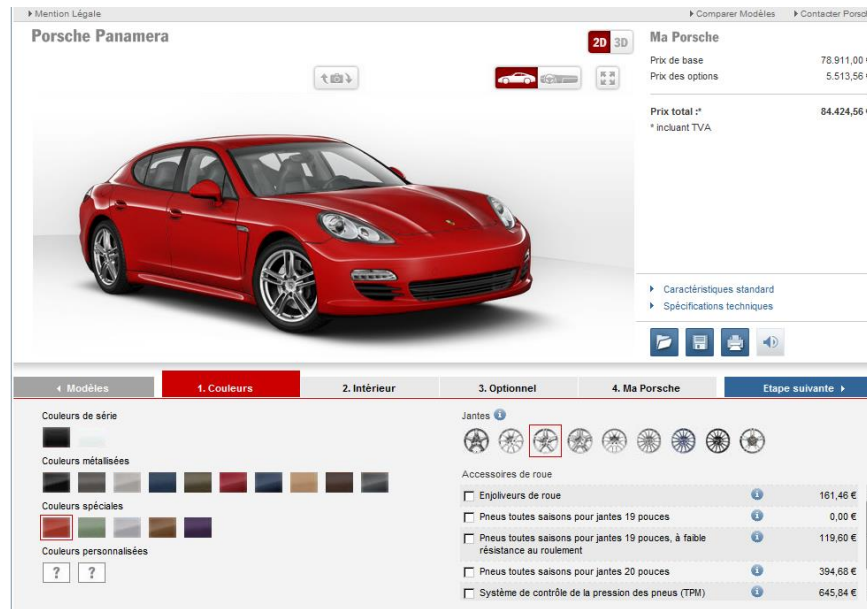 Mention Légale
Comparer Modèles
Contacter
Porsche Panamera
2D 3D
Ma Porsche
Prix de base 78.911,00
Prix des options 5.513,56
Prix total :* 84.424,56
* incluant TVA
Caractéristiques standard
Spécifications techniques
Modèles
1. Couleurs
2. Intérieur
3. Optionnel
4. Ma Porsche
Etape suivante
Couleurs de série
Couleurs métallisées
Couleurs spéciales
Couleurs personnalisées
? ?
Jantes i
Accessoires de roue
Enjoliveurs de roue i 161,46 €
Pneus toutes saisons pour jantes 19 pouces i 0,00 €
Pneus toutes saisons pour jantes 19 pouces, à faible i 119,60 €
résistance au roulement
Pneus toutes saisons pour jantes 20 pouces i 394,68 €
Système de contrôle de la pression des pneus (TPM) i 645,84 €